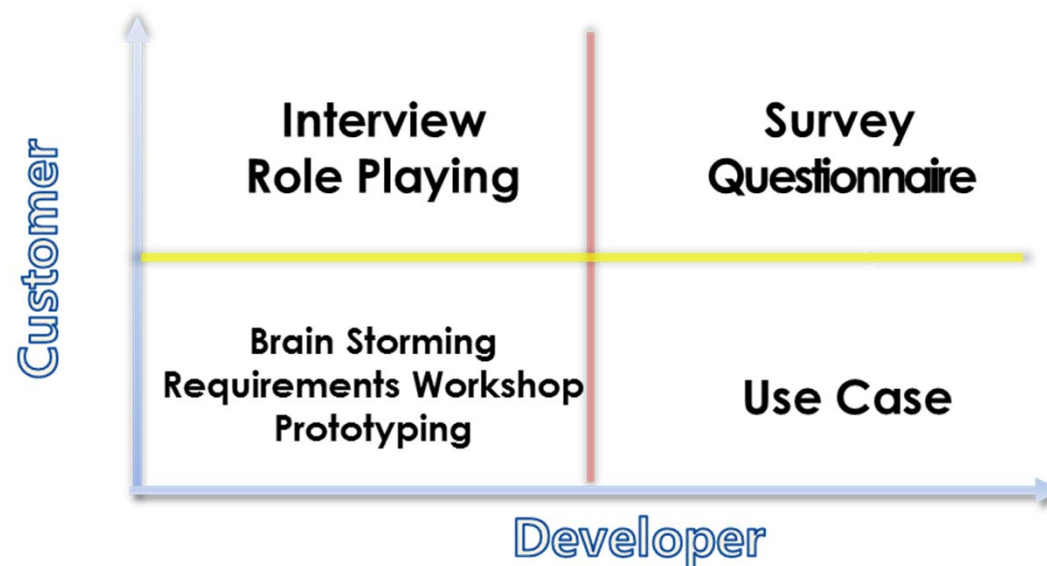 Customer
Interview
Role Playing
Survey
Questionnaire
Brain Storming
Requirements Workshop
Prototyping
Use Case
Developer